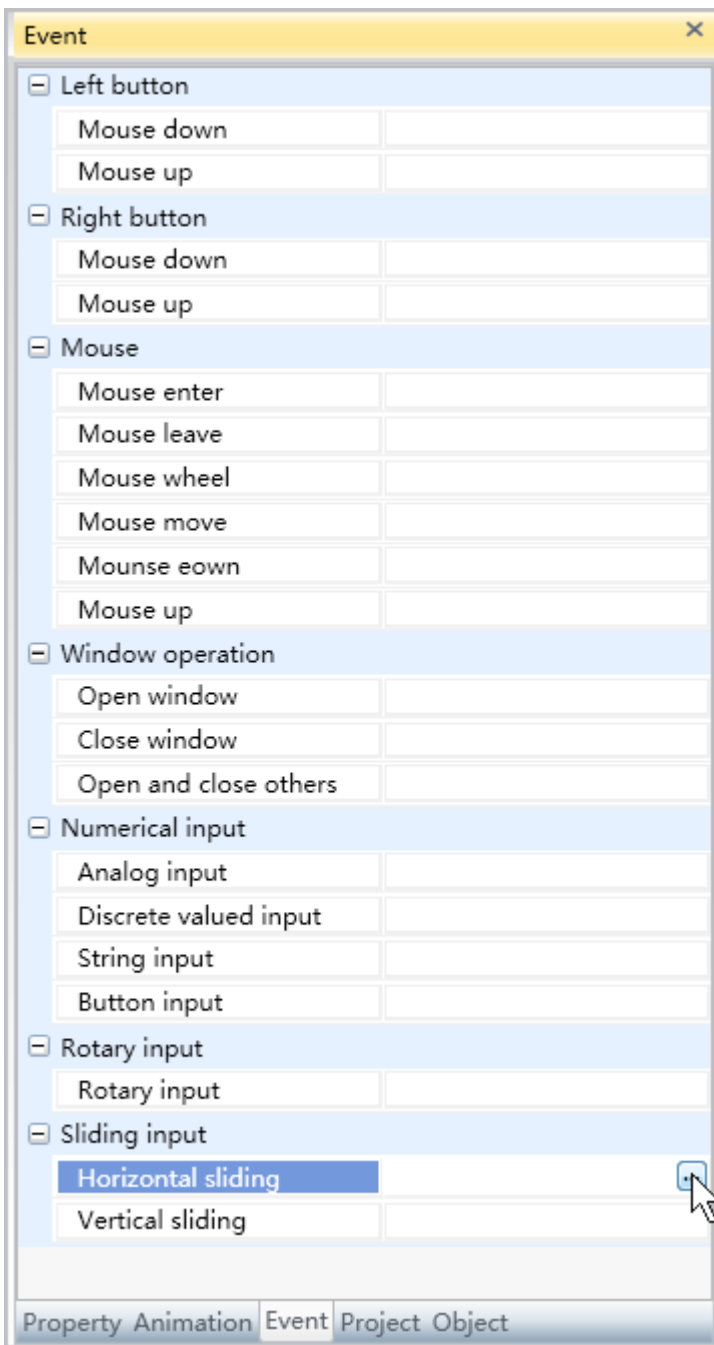 Event
Left button
Mouse down
Mouse up
Right button
Mouse down
Mouse up
Mouse
Mouse enter
Mouse leave
Mouse wheel
Mouse move
Mounse eown
Mouse up
Window operation
Open window
Close window
Open and close others
Numerical input
Analog input
Discrete valued input
String input
Button input
Rotary input
Rotary input
Sliding input
Horizontal sliding
Vertical sliding
Property Animation Event Project Object